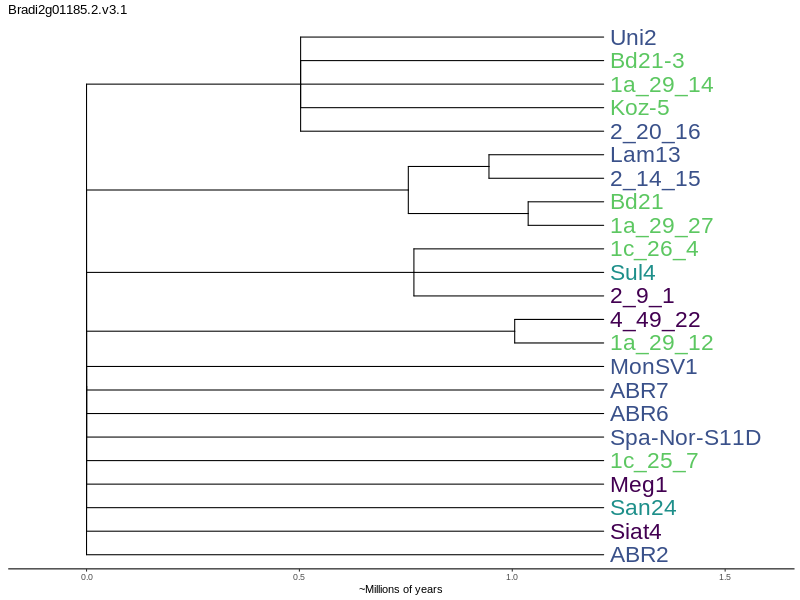 Bradi2g01185.2.v3.1
Uni2
Bd21-3
1a_29_14
Koz-5
2_20_16
Lam13
2_14_15
Bd21
1a_29_27
1c_26_4
Sul4
2_9_1
4_49_22
1a_29_12
MonSV1
ABR7
ABR6
Spa-Nor-S11D
1c_25_7
Meg1
San24
Siat4
ABR2
0.0 0.5 1.0 1.5
~Millions of years